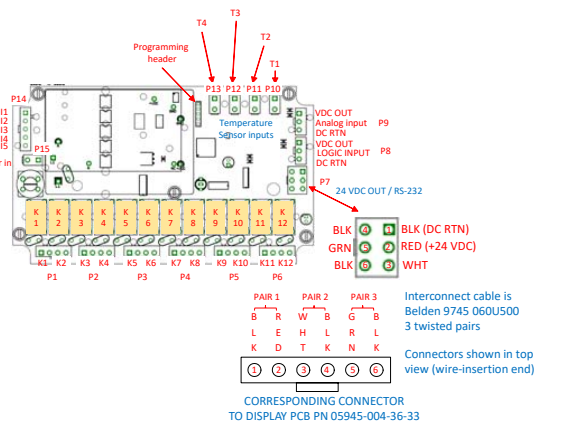 T4
T3
T2
T1
Programming
header
P13 P12 P11 P10
P14
I1
I2
I3
I4
I5
P15
r in
Temperature
Sensor inputs
VDC OUT
Analog input P9
DC RTN
VDC OUT
LOGIC INPUT P8
DC RTN
P7
24 VDC OUT / RS-232
K 1
K 2
K 3
K 4
K 5
K 6
K 7
K 8
K 9
K 10
K 11
K 12
K1 K2 K3 K4 K5 K6 K7 K8 K9 K10 K11 K12
P1 P2 P3 P4 P5 P6
BLK 4 1 BLK (DC RTN)
GRN 5 2 RED (+24 VDC)
BLK 6 3 WHT
PAIR 1 PAIR 2 PAIR 3
B R W B G B
L E H L R L
K D T K N K
1 2 3 4 5 6
Interconnect cable is
Belden 9745 060U500
3 twisted pairs
Connectors shown in top
view (wire-insertion end)
CORRESPONDING CONNECTOR
TO DISPLAY PCB PN 05945-004-36-33